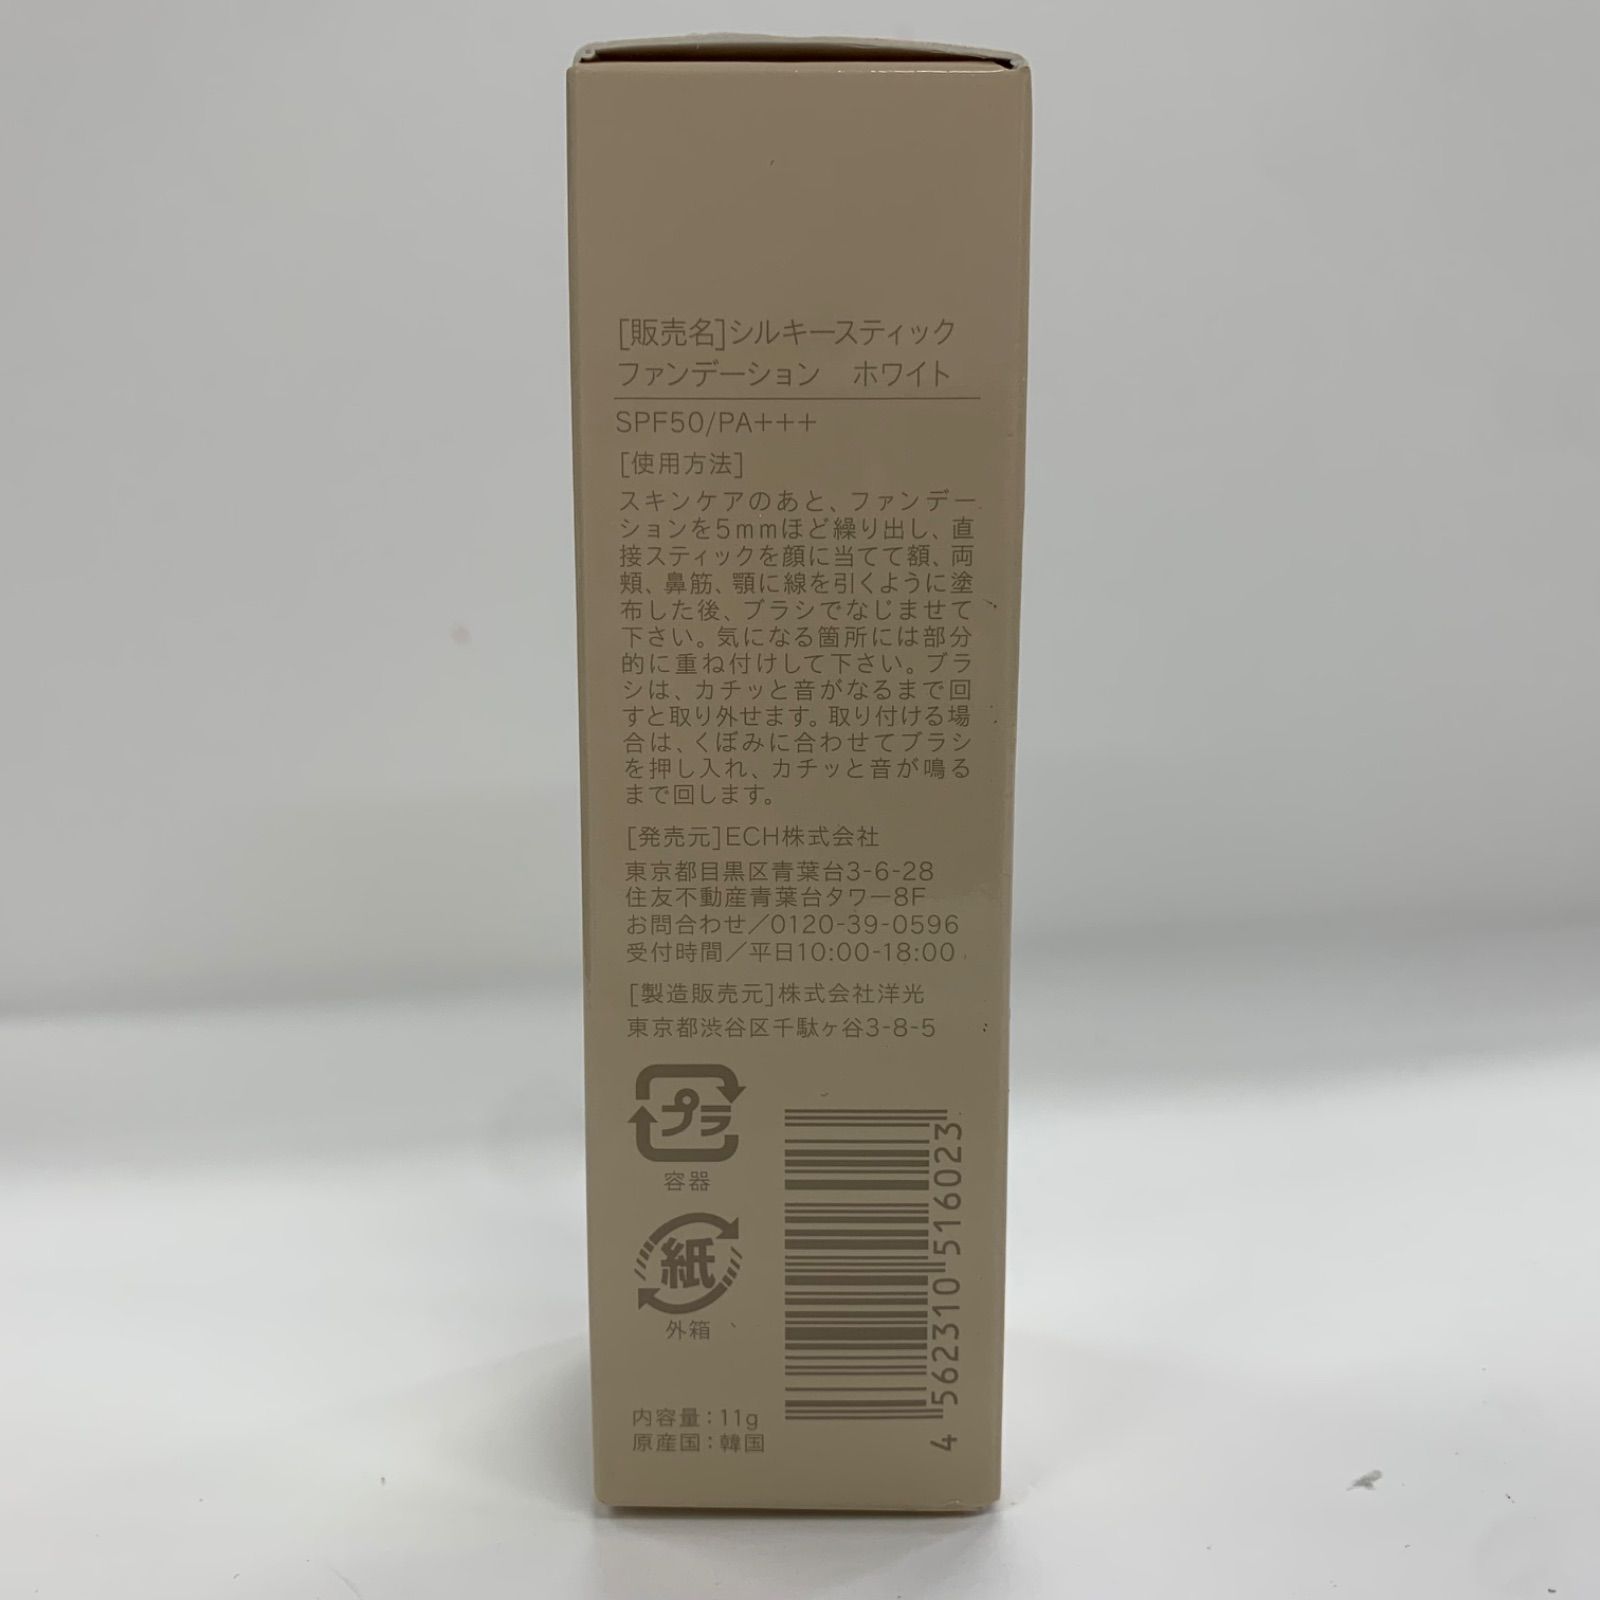 [販売名]シルキースティック
ファンデーション　ホワイト
SPF50/PA+++
[使用方法]
スキンケアのあと、ファンデー
ションを5mmほど繰り出し、直
接スティックを顔に当てて額、両
頬、鼻筋、顎に線を引くように塗
布した後、ブラシでなじませて
下さい。気になる箇所には部分
的に重ね付けして下さい。ブラ
シは、カチッと音がなるまで回
すと取り外せます。取り付ける場
合は、くぼみに合わせてブラシ
を押し入れ、カチッと音が鳴る
まで回します。
[発売元]ECH株式会社
東京都目黒区青葉台3-6-28
住友不動産青葉台タワー8F
お問合わせ／0120-39-0596
受付時間／平日10:00-18:00
[製造販売元]株式会社洋光
東京都渋谷区千駄ヶ谷3-8-5
プラ
容器
紙
外箱
4 562310 516023
内容量：11g
原産国：韓国